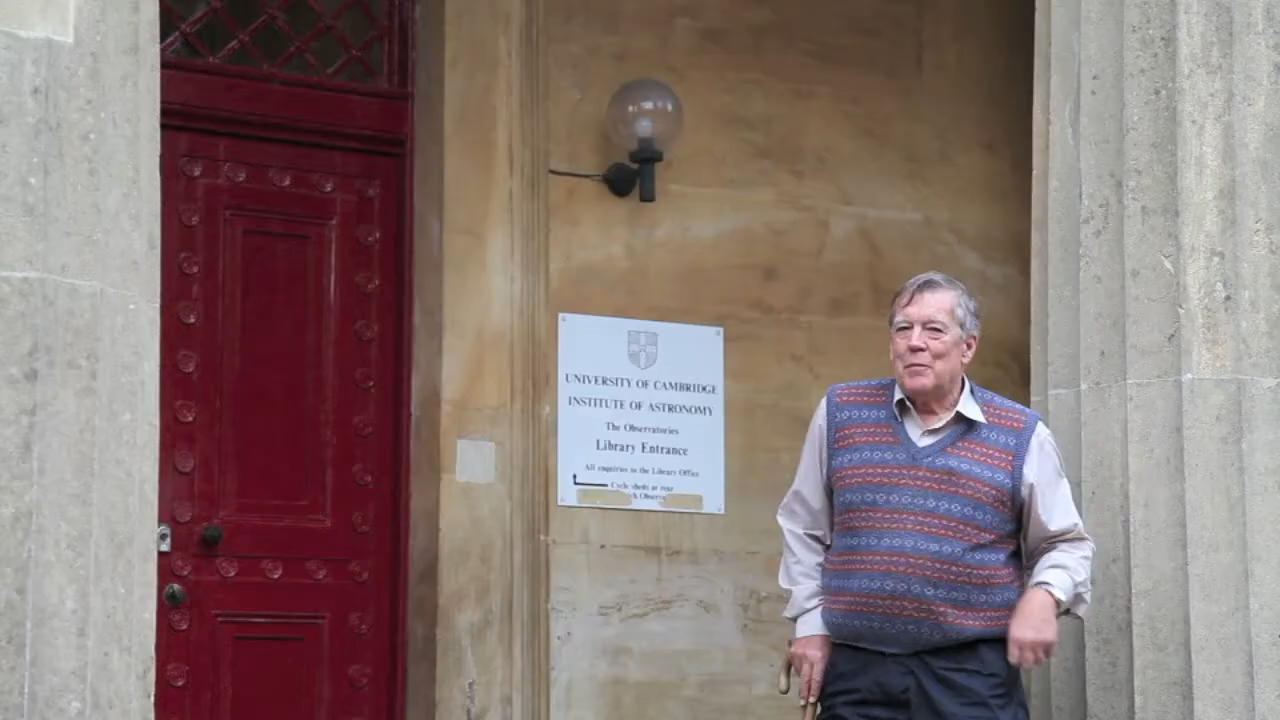 UNIVERSITY OF CAMBRIDGE
INSTITUTE OF ASTRONOMY
The Observatories
Library Entrance
All enquiries to the Library Office
Cycle sheds at rear